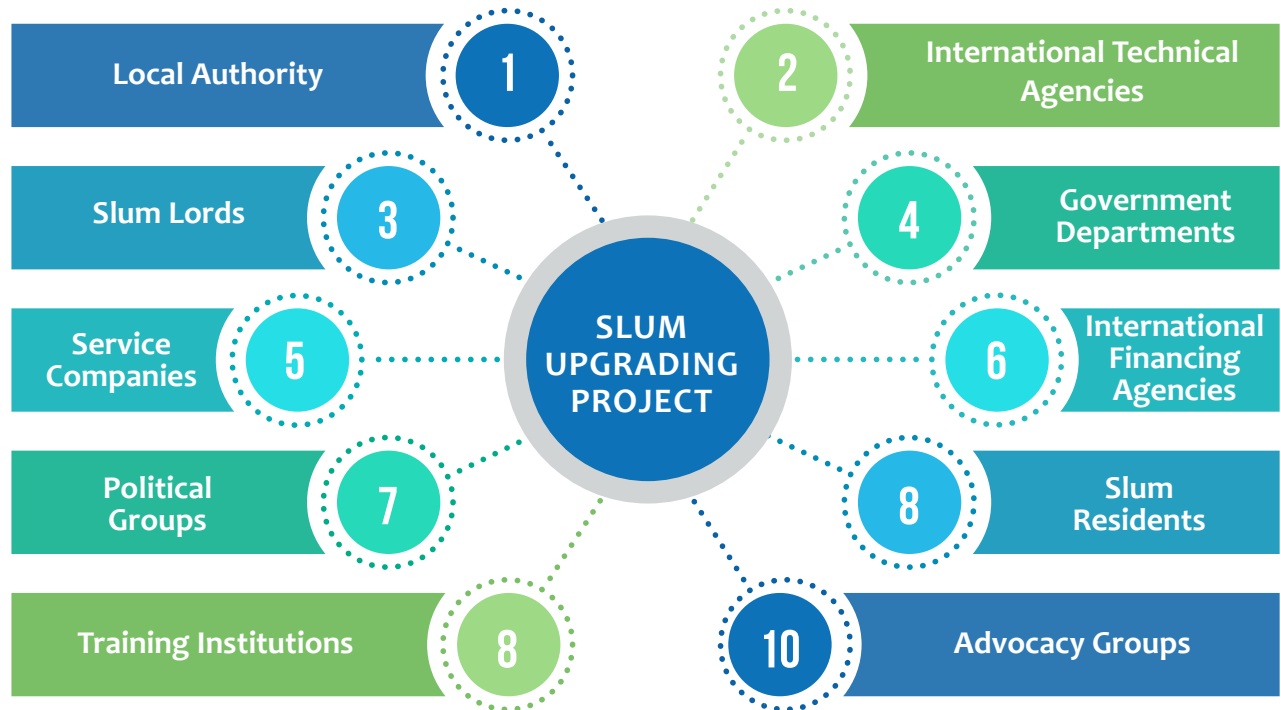 Local Authority
1
2
International Technical
Agencies
Slum Lords
3
4
Government
Departments
Service
Companies
5
SLUM
UPGRADING
PROJECT
6
International
Financing
Agencies
Political
Groups
7
8
Slum
Residents
Training Institutions
8
10
Advocacy Groups